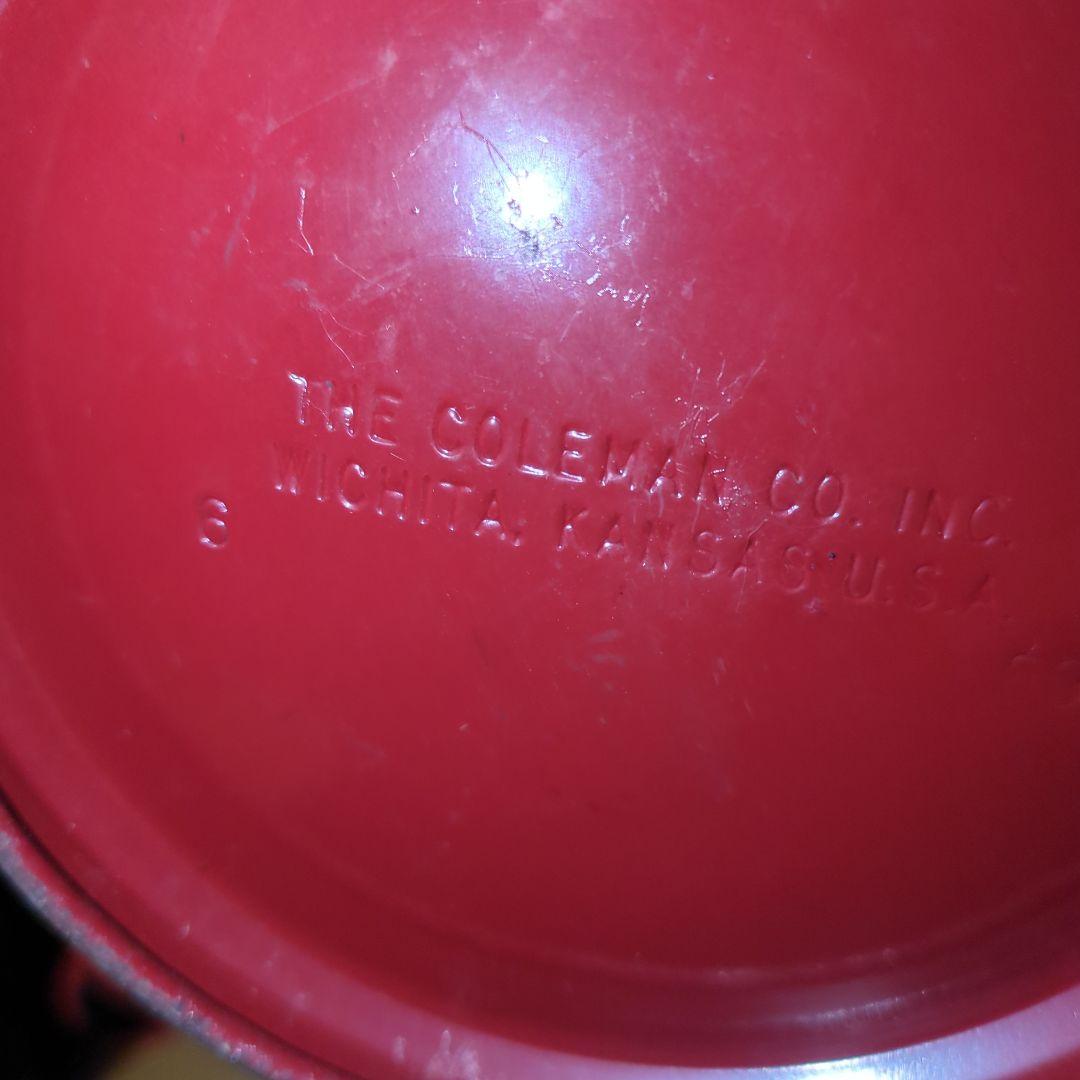 THE COLEMAN CO. INC.
WICHITA, KANSAS U.S.A.
6